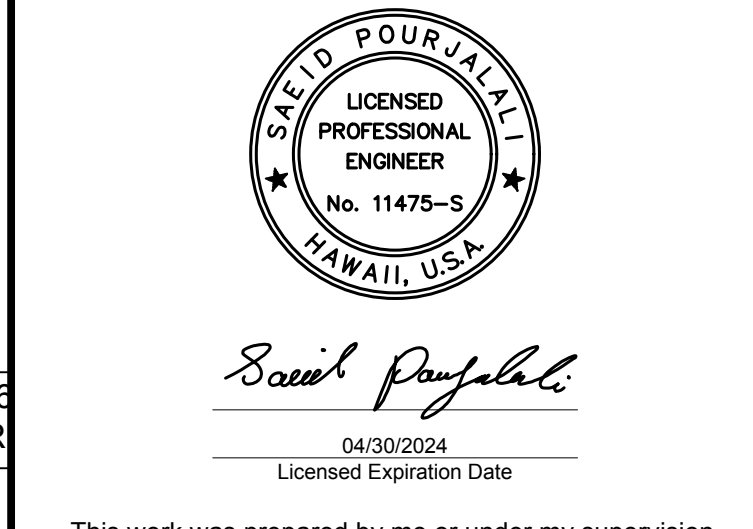 SAEID POURJALALI
LICENSED
PROFESSIONAL
ENGINEER
No. 11475-S
HAWAII, U.S.A.
Saeid Pourjalali
04/30/2024
Licensed Expiration Date
6
R
This work was prepared by me or under my supervision